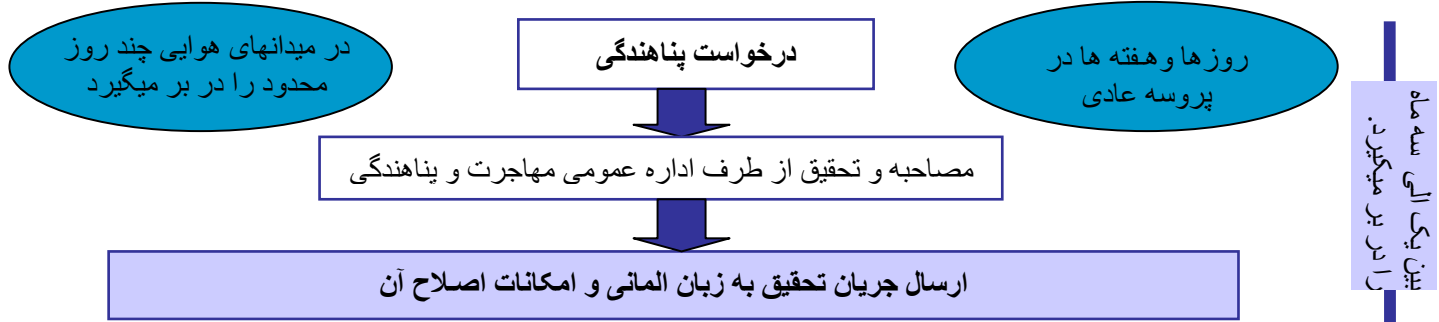 روزها وهفته ها در
پروسه عادی
درخواست پناهندگی
در میدانهای هوایی چند روز
محدود را در بر میگیرد
مصاحبه و تحقیق از طرف اداره عمومی مهاجرت و پناهندگی
ارسال جریان تحقیق به زبان المانی و امکانات اصلاح آن
بین یک الی سه ماه
را در بر میگیرد.